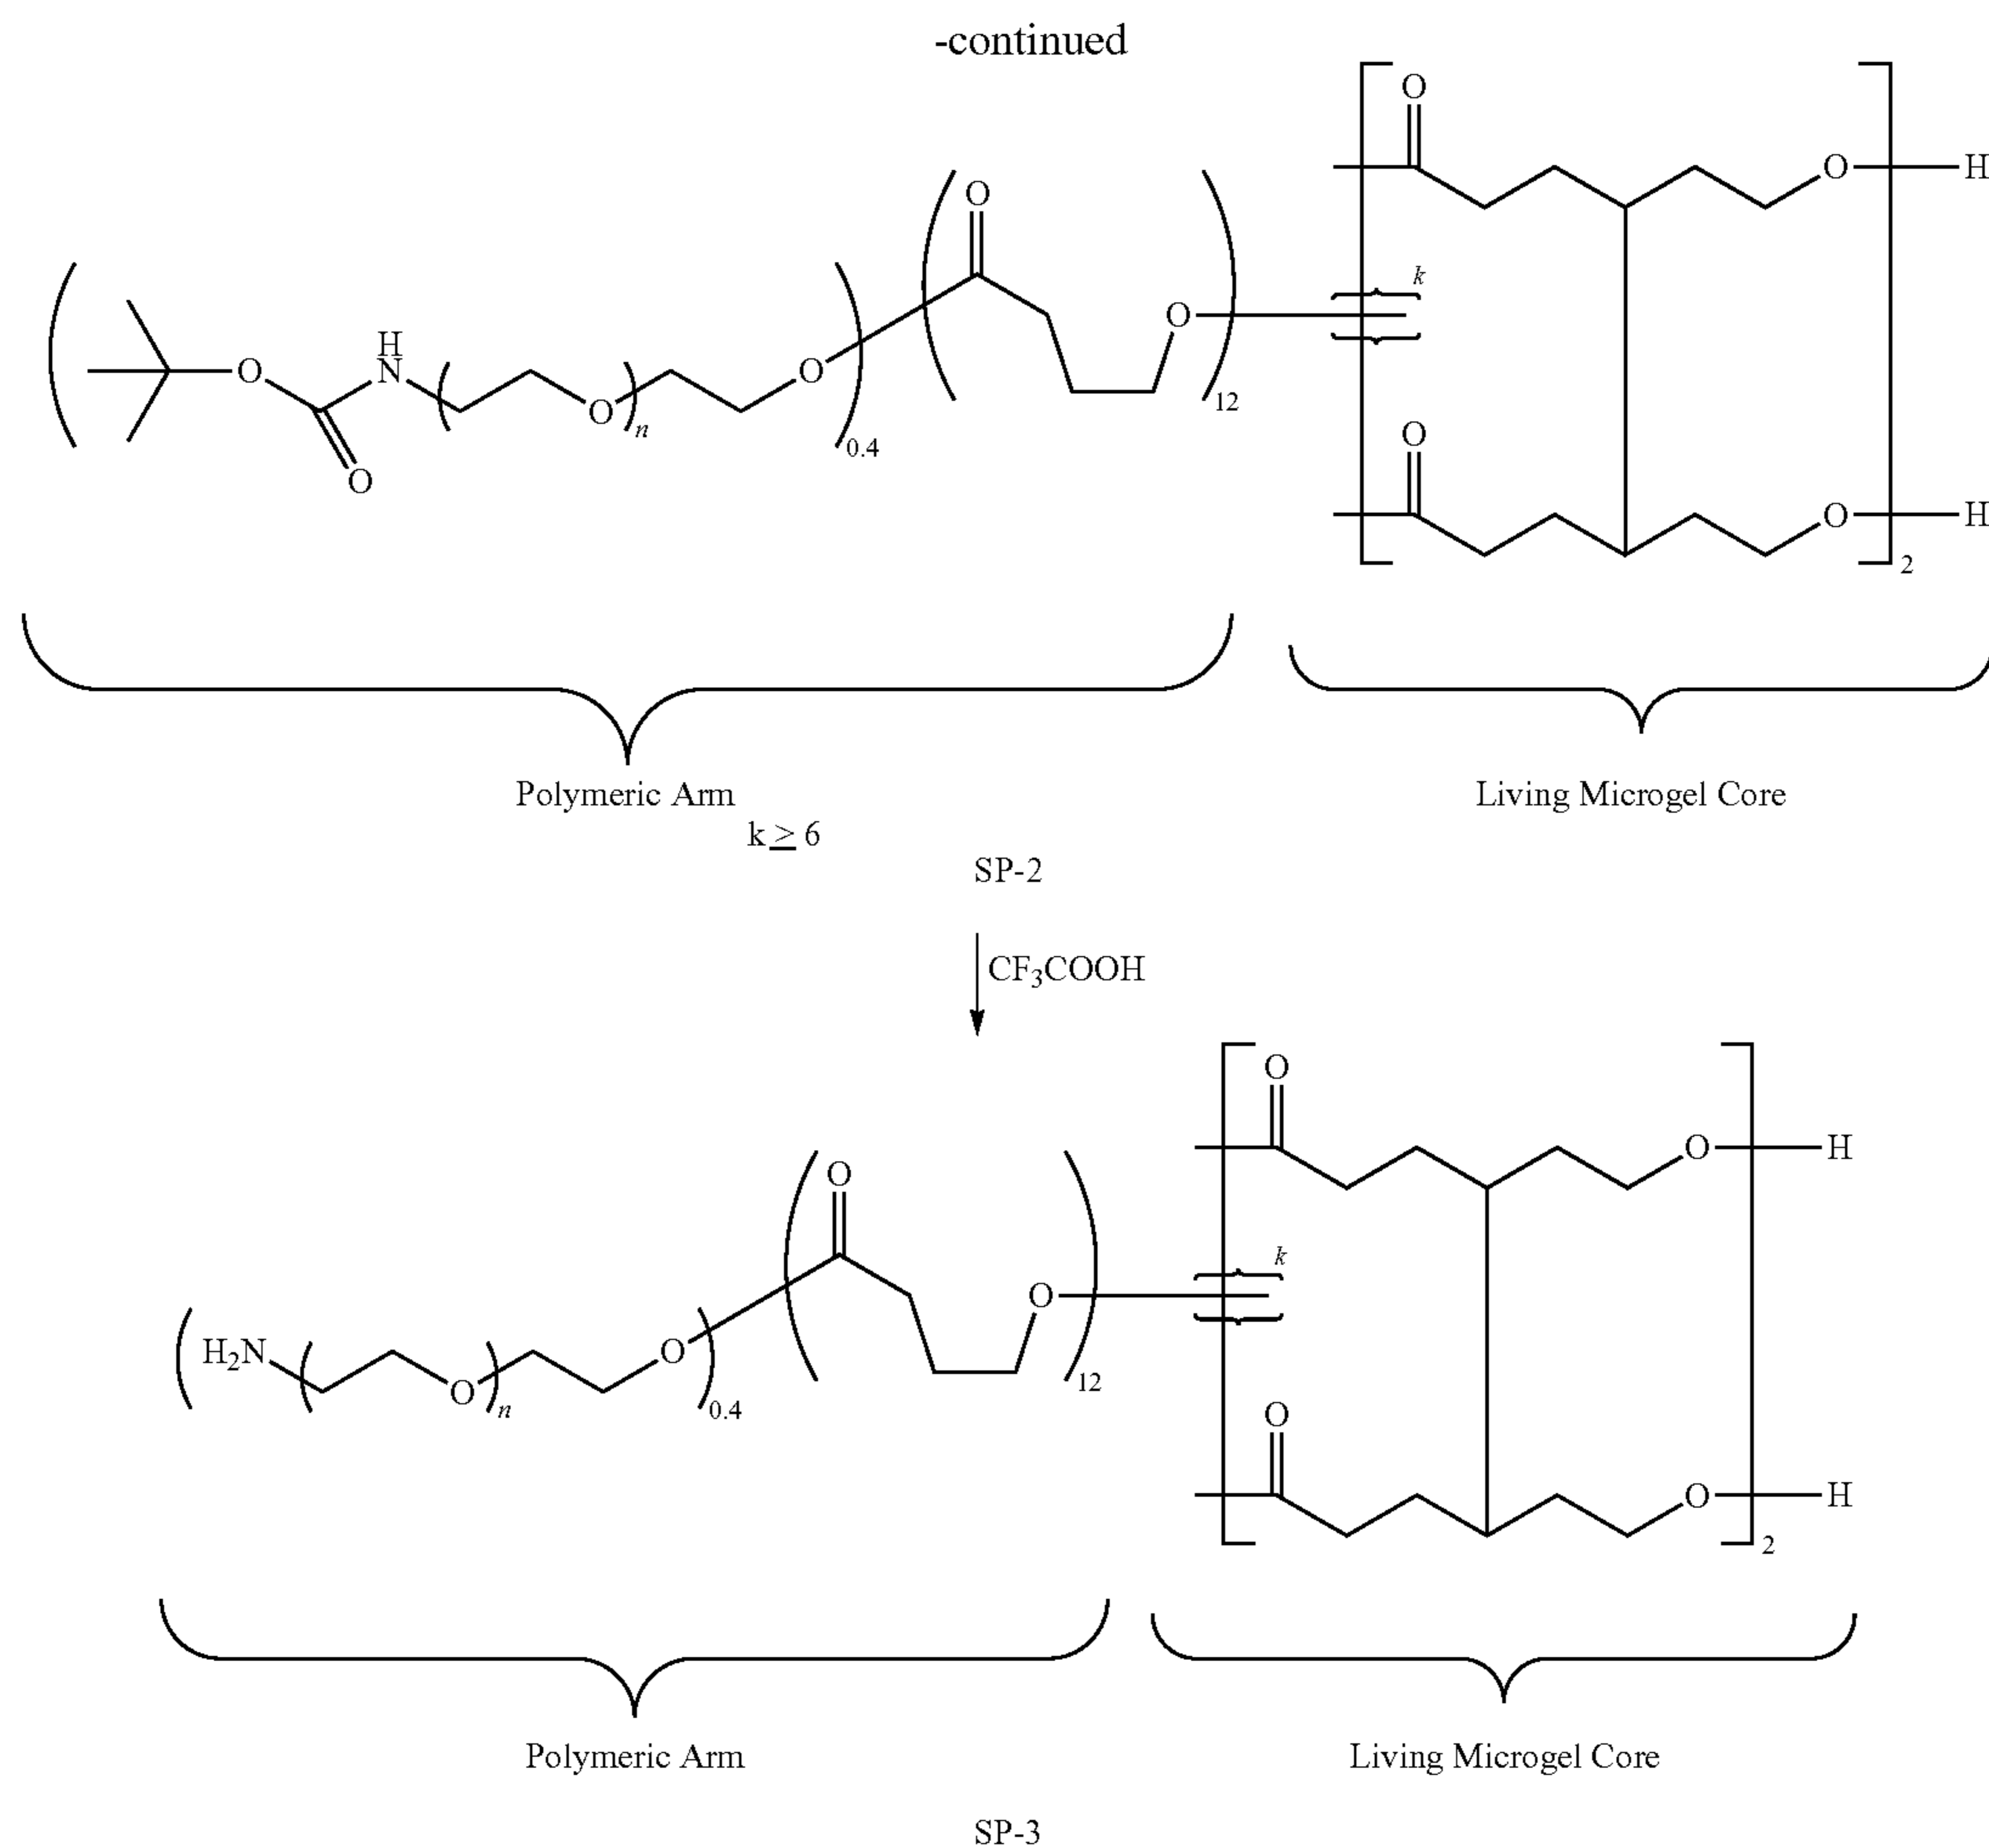 -continued
O
O
H
O
k
H
N
O
O
O
O
n
0.4
12
O
O
O
H
2
Polymeric Arm
Living Microgel Core
k ≥ 6
SP-2
CF₃COOH
O
O
H
O
k
O
H₂N
O
O
n
0.4
12
O
O
H
2
Polymeric Arm
Living Microgel Core
SP-3